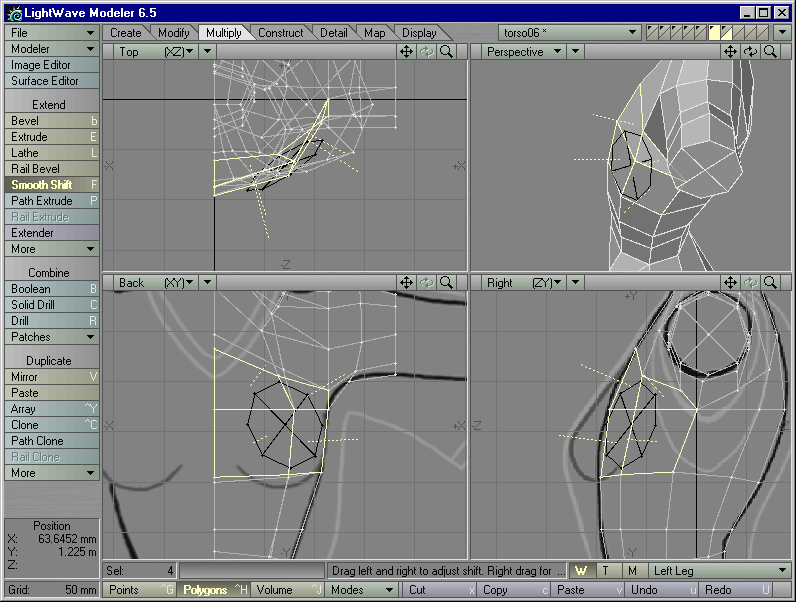 LightWave Modeler 6.5
File
Create Modify Multiply Construct Detail Map Display
torso06 *
Modeler
Top (XZ)
Perspective
Image Editor
Surface Editor
Extend
Bevel b
Extrude E
Lathe L
Rail Bevel
Smooth Shift F
Path Extrude P
Rail Extrude
Extender
More
Combine
Boolean B
Solid Drill C
Drill R
Patches
Duplicate
Mirror V
Paste
Array ^Y
Clone ^C
Path Clone
Rail Clone
More
-X
+X
-Z
Back (XY)
Right (ZY)
+Y
-X
+X
-Z
-Y
-Y
Position
X: 63.6452 mm
Y: 1.225 m
Z:
Grid: 50 mm
Sel: 4
Drag left and right to adjust shift. Right drag for ...
W T M
Left Leg
Points ^G
Polygons ^H
Volume ^J
Modes
Cut x
Copy c
Paste v
Undo u
Redo U